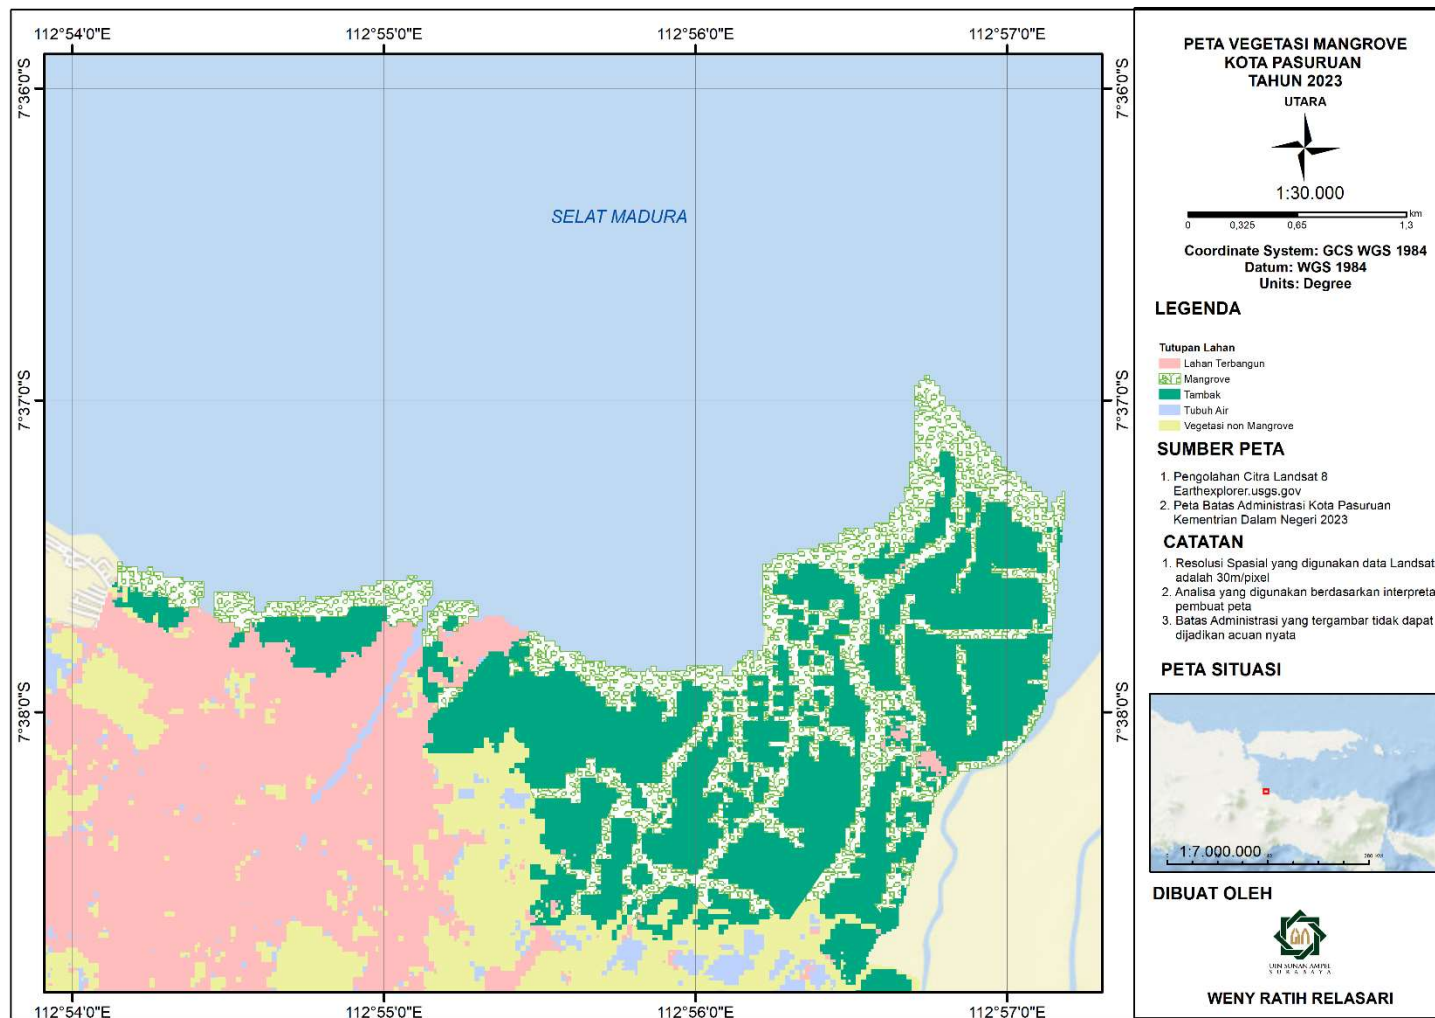 112°54'0"E
112°55'0"E
112°56'0"E
112°57'0"E
7°36'0"S
7°36'0"S
SELAT MADURA
7°37'0"S
7°37'0"S
7°38'0"S
7°38'0"S
112°54'0"E
112°55'0"E
112°56'0"E
112°57'0"E
PETA VEGETASI MANGROVE
KOTA PASURUAN
TAHUN 2023
UTARA
1:30.000
km
0 0,325 0,65 1,3
Coordinate System: GCS WGS 1984
Datum: WGS 1984
Units: Degree
LEGENDA
Tutupan Lahan
Lahan Terbangun
Mangrove
Tambak
Tubuh Air
Vegetasi non Mangrove
SUMBER PETA
1. Pengolahan Citra Landsat 8
Earthexplorer.usgs.gov
2. Peta Batas Administrasi Kota Pasuruan
Kementrian Dalam Negeri 2023
CATATAN
1. Resolusi Spasial yang digunakan data Landsat
adalah 30m/pixel
2. Analisa yang digunakan berdasarkan interpreta
pembuat peta
3. Batas Administrasi yang tergambar tidak dapat
dijadikan acuan nyata
PETA SITUASI
1:7.000.000
DIBUAT OLEH
UIN SUNAN AMPEL
SURABAYA
WENY RATIH RELASARI